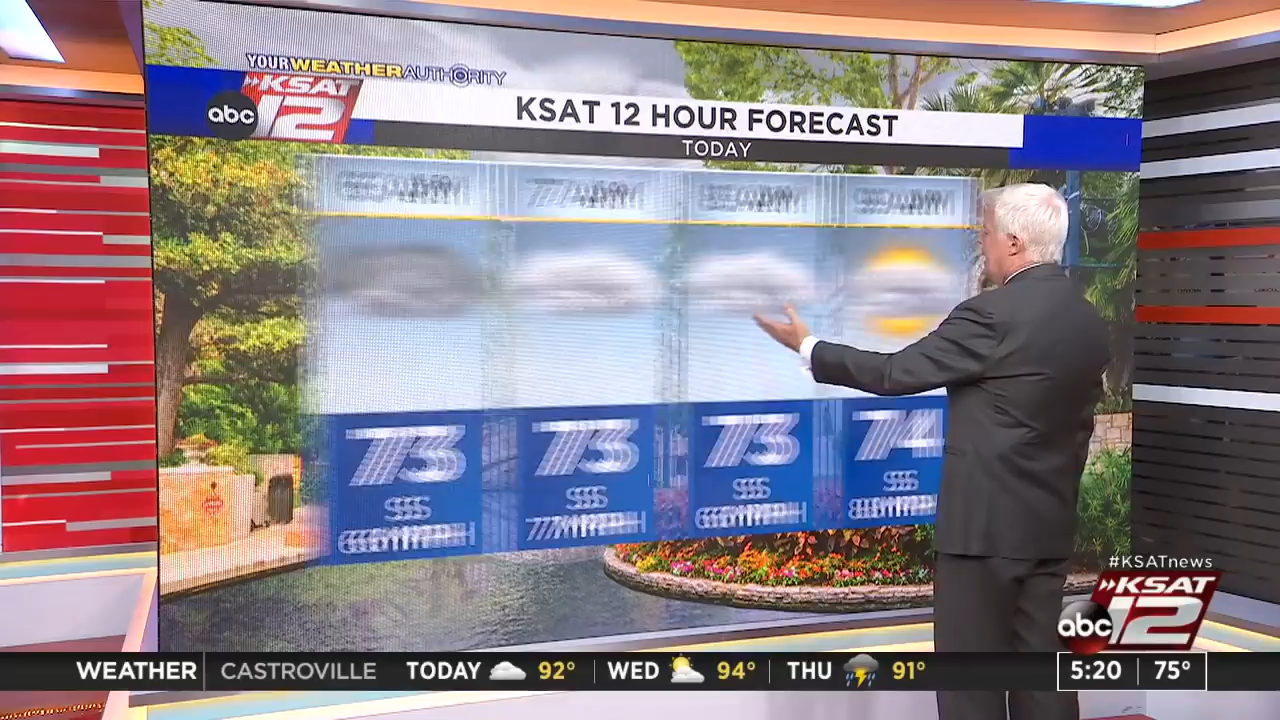 YOUR WEATHER AUTHORITY
abc KSAT 12
KSAT 12 HOUR FORECAST
TODAY
73
73
73
74
S
S
S
S
#KSATnews
KSAT
abc 12
WEATHER CASTROVILLE TODAY 92° WED 94° THU 91° 5:20 75°